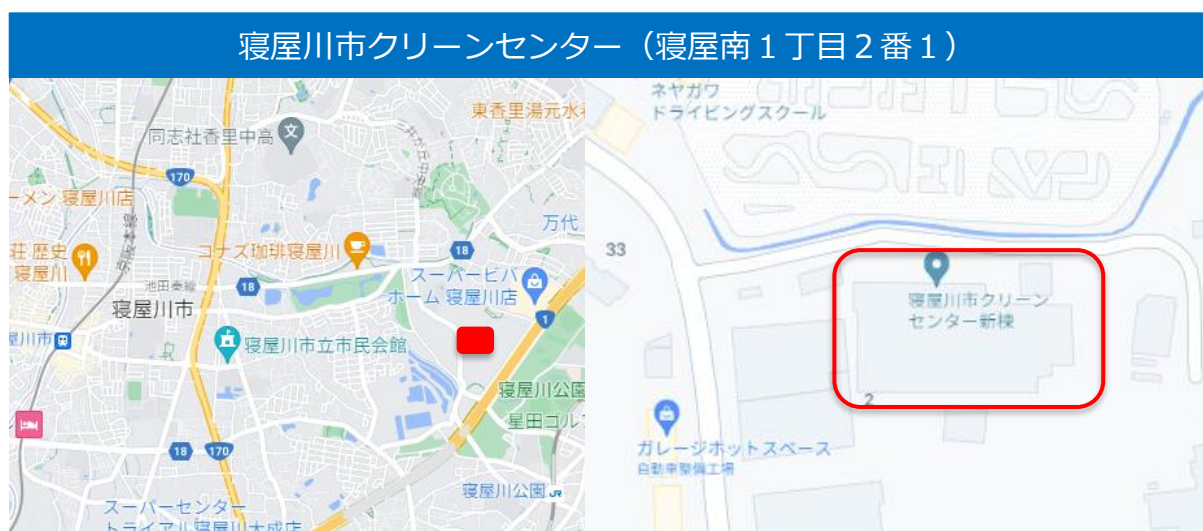 寝屋川市クリーンセンター（寝屋南１丁目２番１）
東香里湯元水
同志社香里中高
170
ーメン 寝屋川店
万代
荘 歴史
寝屋川
コナズ珈琲寝屋川
18
スーパービバ
ホーム 寝屋川店
池田秦線
18
寝屋川市
1
屋川市
寝屋川市立市民会館
寝屋川公園
星田ゴルフ
18
170
寝屋川公園
JR
スーパーセンター
トライアル寝屋川大成店
ネヤガワ
ドライビングスクール
33
寝屋川市クリーン
センター新棟
2
ガレージホットスペース
自動車整備工場